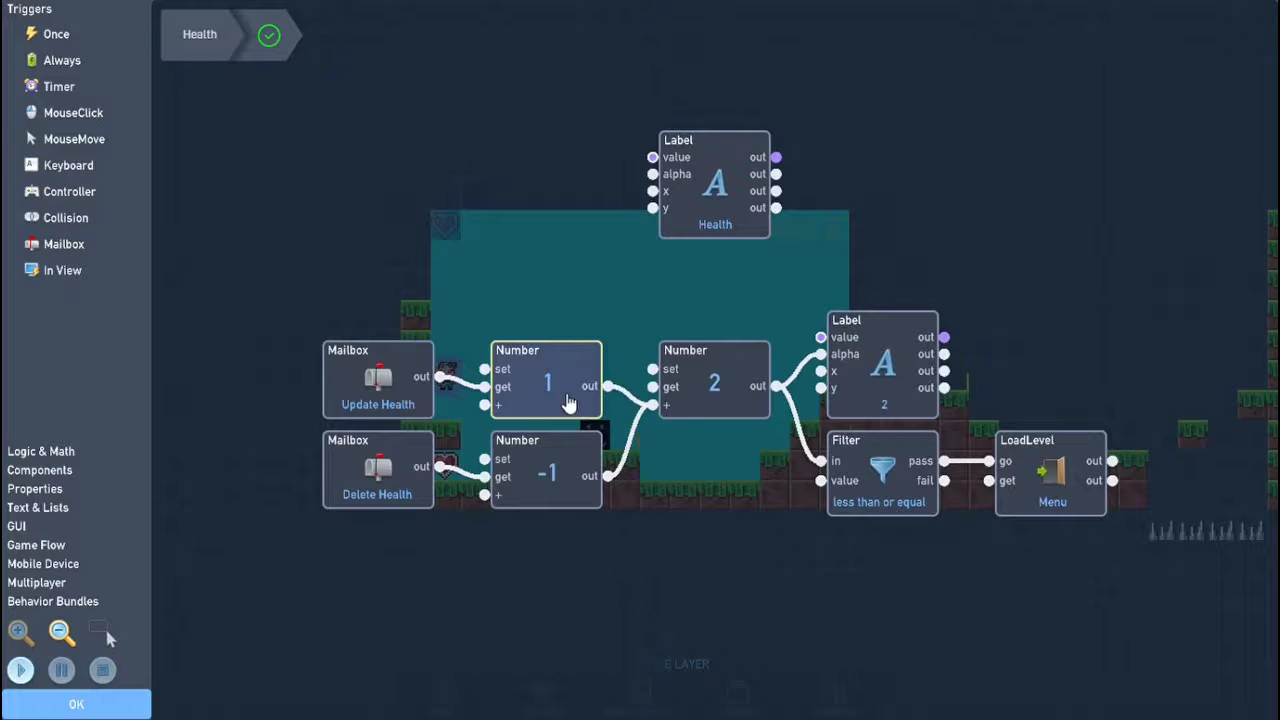 Triggers
Once
Always
Timer
MouseClick
MouseMove
Keyboard
Controller
Collision
Mailbox
In View
Logic & Math
Components
Properties
Text & Lists
GUI
Game Flow
Mobile Device
Multiplayer
Behavior Bundles
OK
Health
Label
value out
alpha out
x out
y out
A
Health
Mailbox
out
Update Health
Number
set
get out
+
1
Number
set
get out
+
2
Label
value out
alpha out
x out
y out
A
2
Mailbox
out
Delete Health
Number
set
get out
+
-1
Filter
in pass
value fail
less than or equal
LoadLevel
go out
get out
Menu
E LAYER